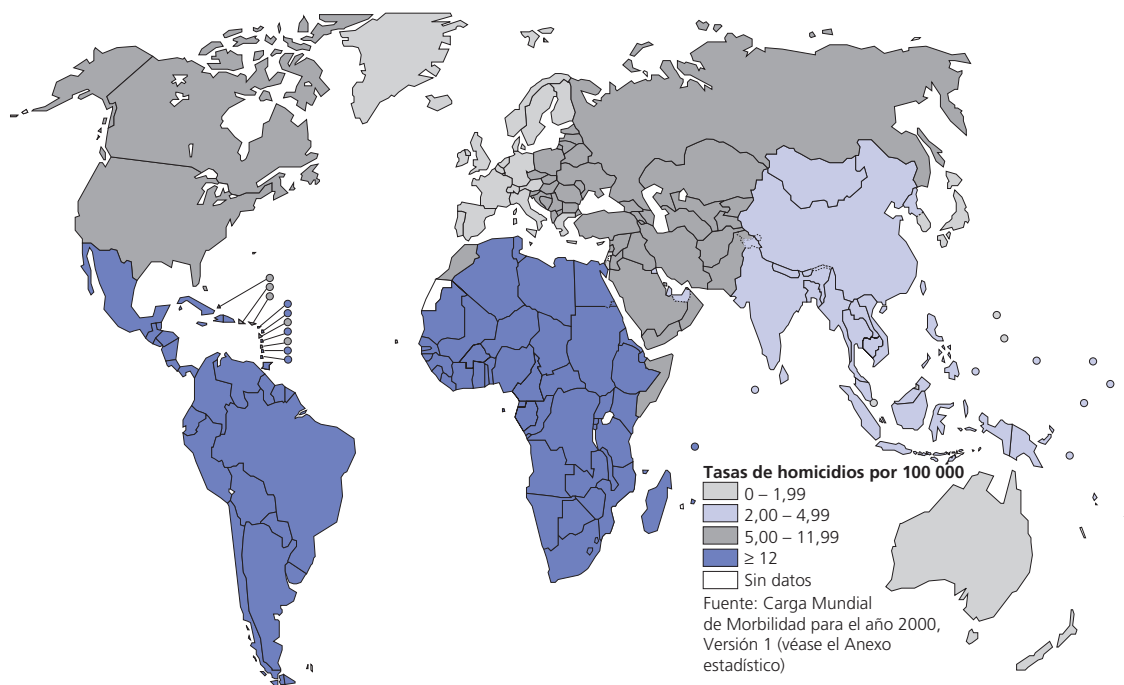 Tasas de homicidios por 100 000
0 – 1,99
2,00 – 4,99
5,00 – 11,99
≥ 12
Sin datos
Fuente: Carga Mundial
de Morbilidad para el año 2000,
Versión 1 (véase el Anexo
estadístico)